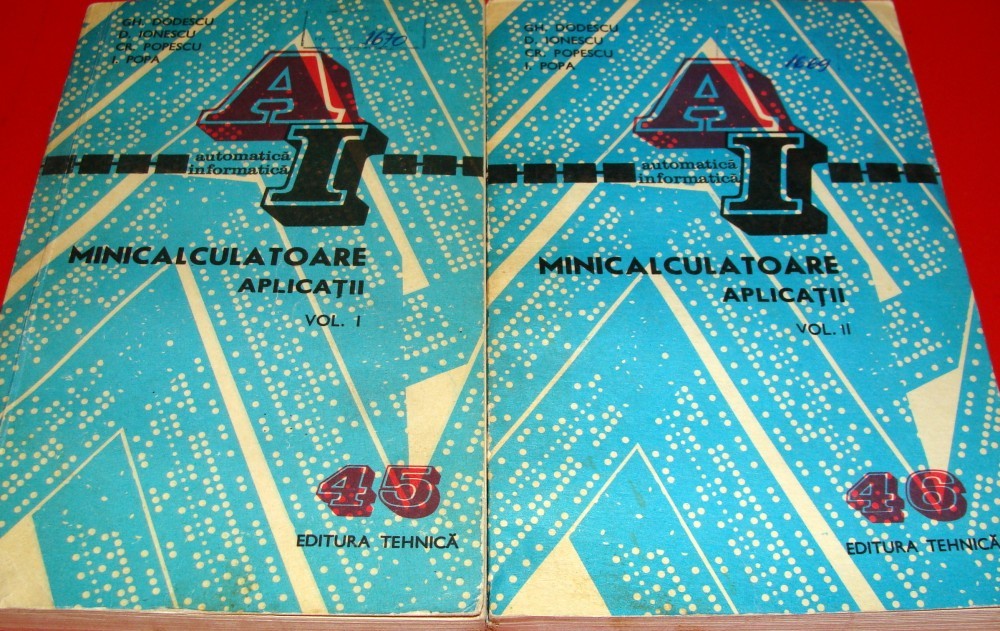 GH. DODESCU
D. IONESCU
CR. POPESCU
I. POPA
1670
AI
automatică
informatică
MINICALCULATOARE
APLICAȚII
VOL. I
45
EDITURA TEHNICĂ
GH. DODESCU
D. IONESCU
CR. POPESCU
I. POPA
1669
AI
automatică
informatică
MINICALCULATOARE
APLICAȚII
VOL. II
46
EDITURA TEHNICĂ